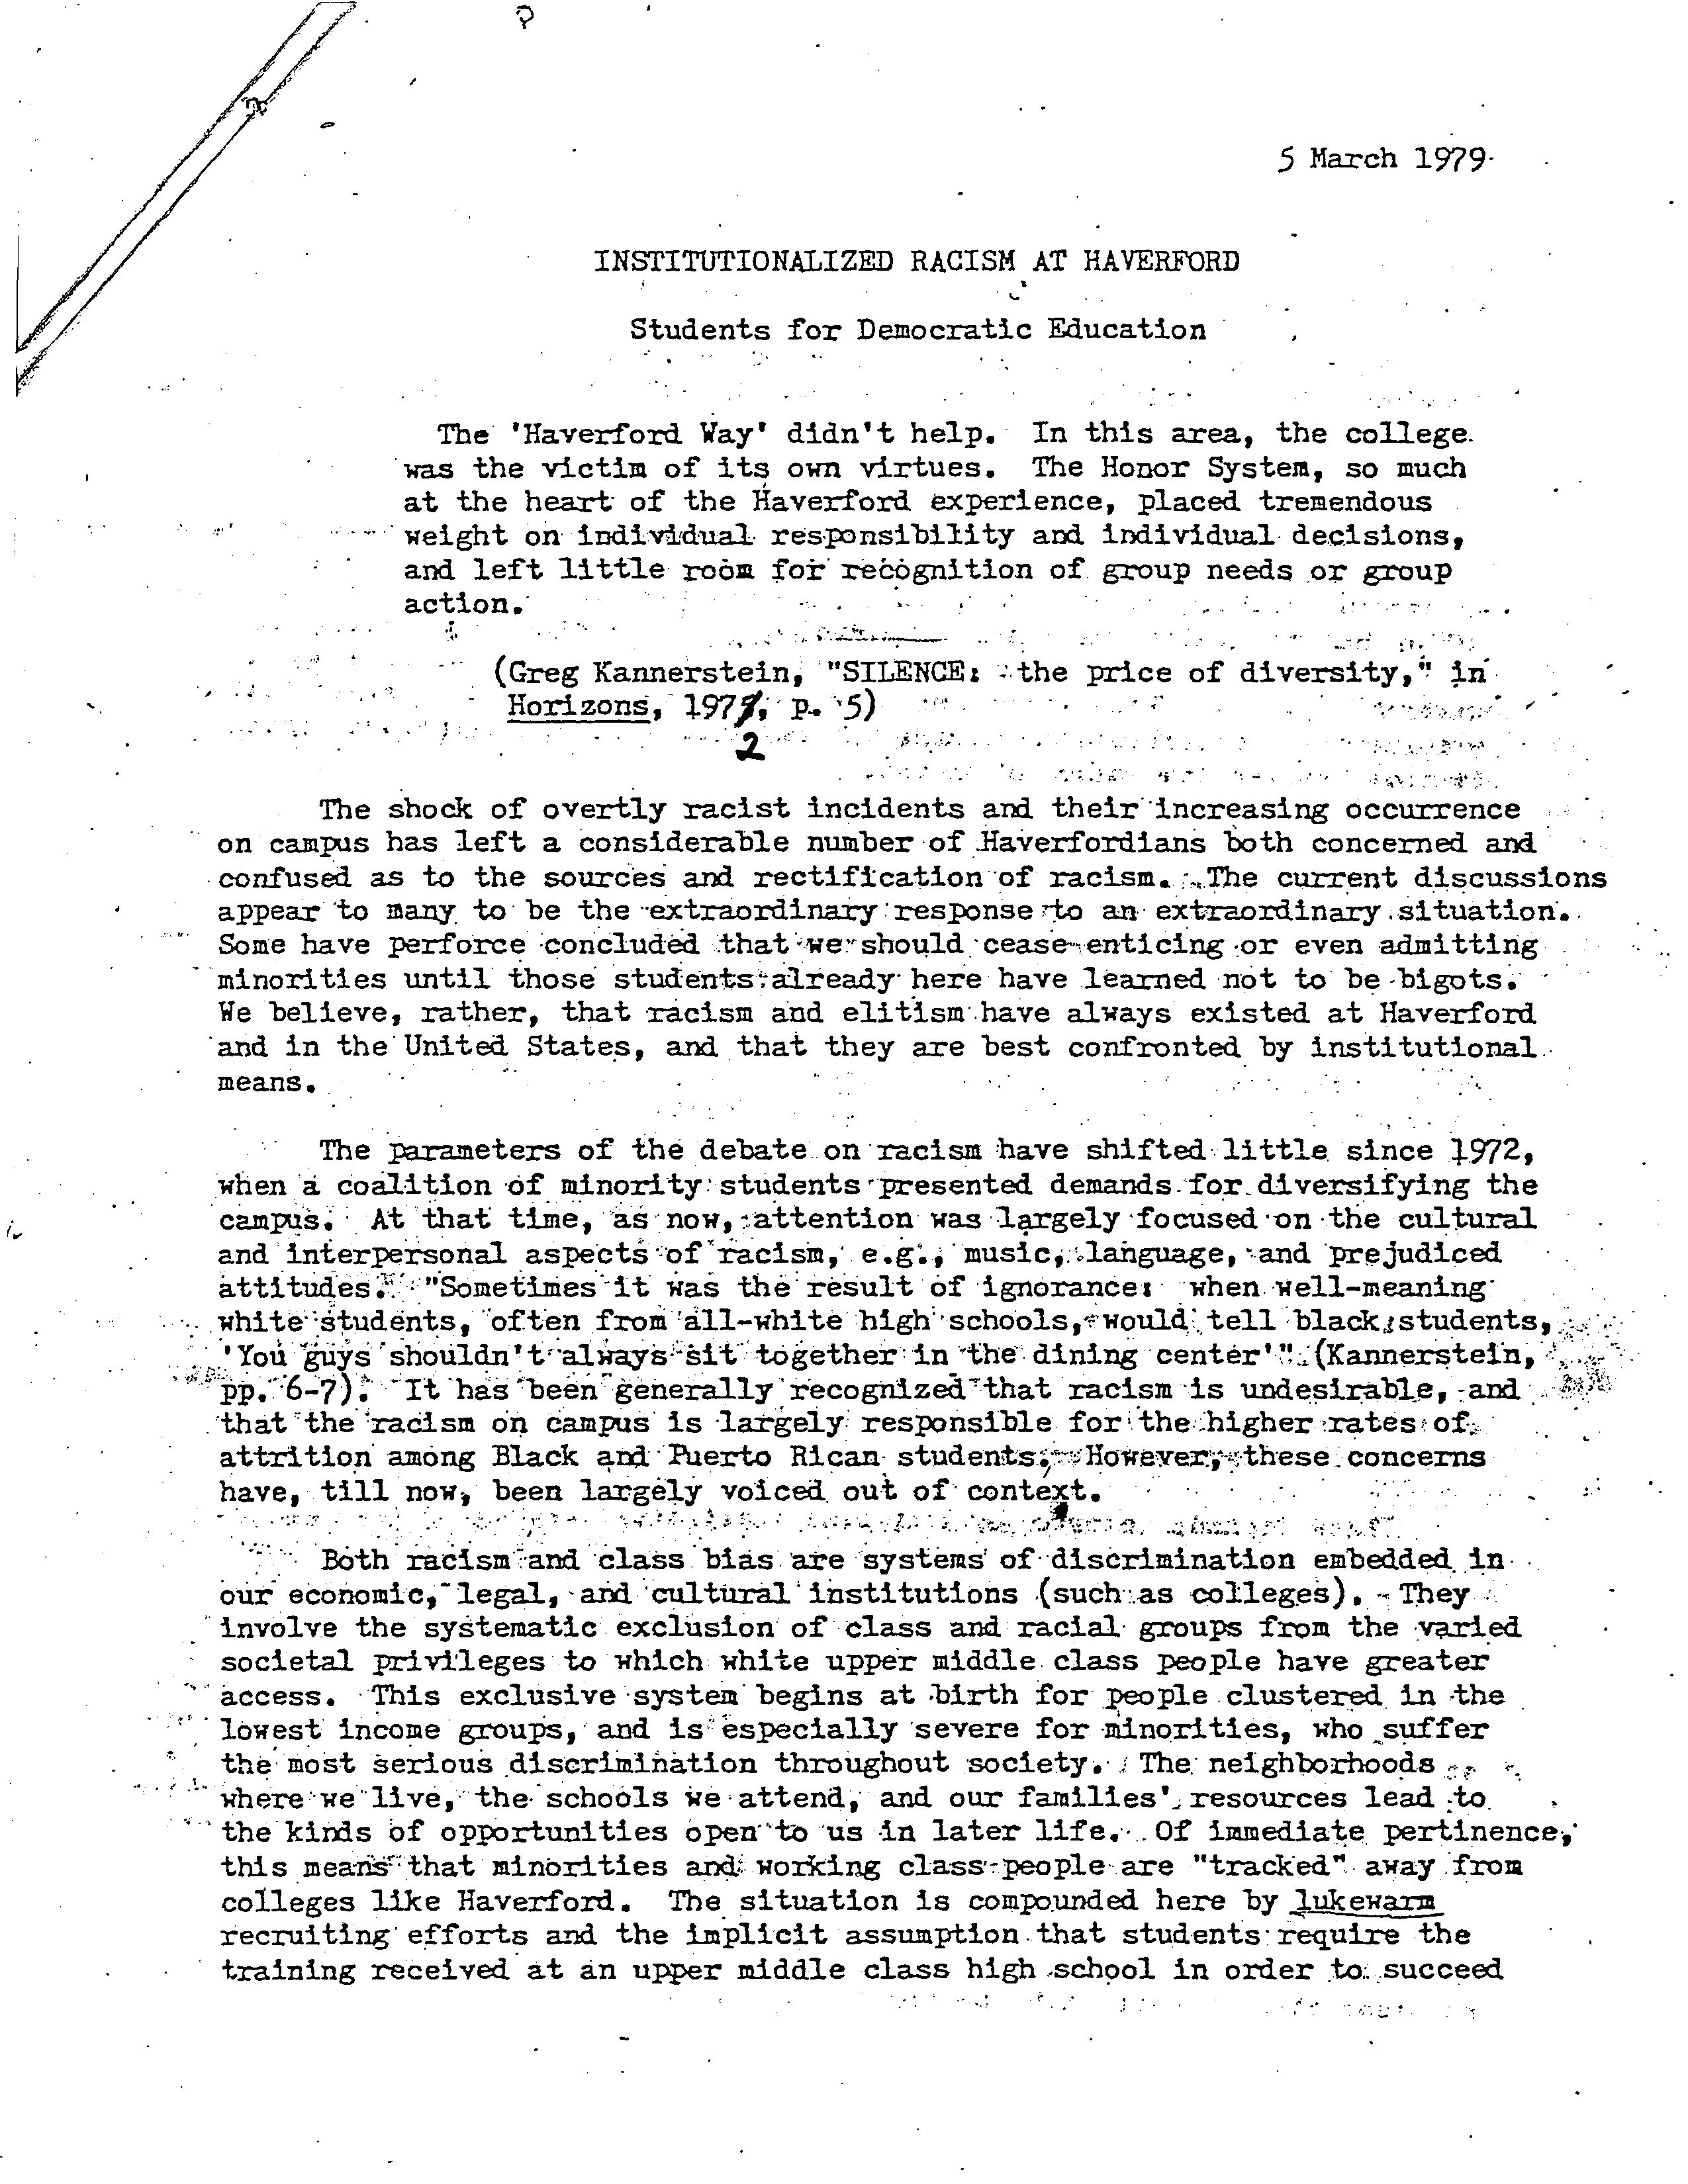 5 March 1979
INSTITUTIONALIZED RACISM AT HAVERFORD
Students for Democratic Education
The 'Haverford Way' didn't help. In this area, the college
was the victim of its own virtues. The Honor System, so much
at the heart of the Haverford experience, placed tremendous
weight on individual responsibility and individual decisions,
and left little room for recognition of group needs or group
action.
(Greg Kannerstein, "SILENCE: the price of diversity," in
Horizons, 197 , p. 5)
2
The shock of overtly racist incidents and their increasing occurrence
on campus has left a considerable number of Haverfordians both concerned and
confused as to the sources and rectification of racism. The current discussions
appear to many to be the extraordinary response to an extraordinary situation.
Some have perforce concluded that we should cease enticing or even admitting
minorities until those students already here have learned not to be bigots.
We believe, rather, that racism and elitism have always existed at Haverford
and in the United States, and that they are best confronted by institutional
means.
The parameters of the debate on racism have shifted little since 1972,
when a coalition of minority students presented demands for diversifying the
campus. At that time, as now, attention was largely focused on the cultural
and interpersonal aspects of racism, e.g., music, language, and prejudiced
attitudes. "Sometimes it was the result of ignorance: when well-meaning
white students, often from all-white high schools, would tell black students,
'You guys shouldn't always sit together in the dining center'" (Kannerstein,
pp. 6-7). It has been generally recognized that racism is undesirable, and
that the racism on campus is largely responsible for the higher rates of
attrition among Black and Puerto Rican students. However, these concerns
have, till now, been largely voiced out of context.
Both racism and class bias are systems of discrimination embedded in
our economic, legal, and cultural institutions (such as colleges). They
involve the systematic exclusion of class and racial groups from the varied
societal privileges to which white upper middle class people have greater
access. This exclusive system begins at birth for people clustered in the
lowest income groups, and is especially severe for minorities, who suffer
the most serious discrimination throughout society. The neighborhoods
where we live, the schools we attend, and our families' resources lead to
the kinds of opportunities open to us in later life. Of immediate pertinence,
this means that minorities and working class people are "tracked" away from
colleges like Haverford. The situation is compounded here by lukewarm
recruiting efforts and the implicit assumption that students require the
training received at an upper middle class high school in order to succeed